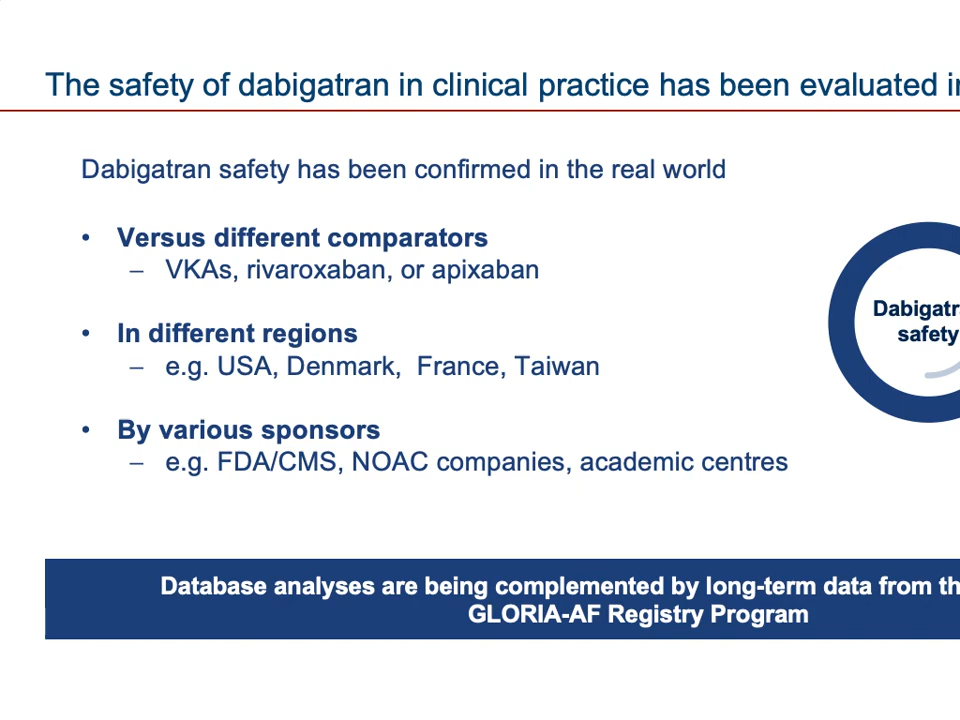 The safety of dabigatran in clinical practice has been evaluated
Dabigatran safety has been confirmed in the real world
• Versus different comparators
– VKAs, rivaroxaban, or apixaban
• In different regions
– e.g. USA, Denmark, France, Taiwan
• By various sponsors
– e.g. FDA/CMS, NOAC companies, academic centres
safety
Database analyses are being complemented by long-term data from
GLORIA-AF Registry Program